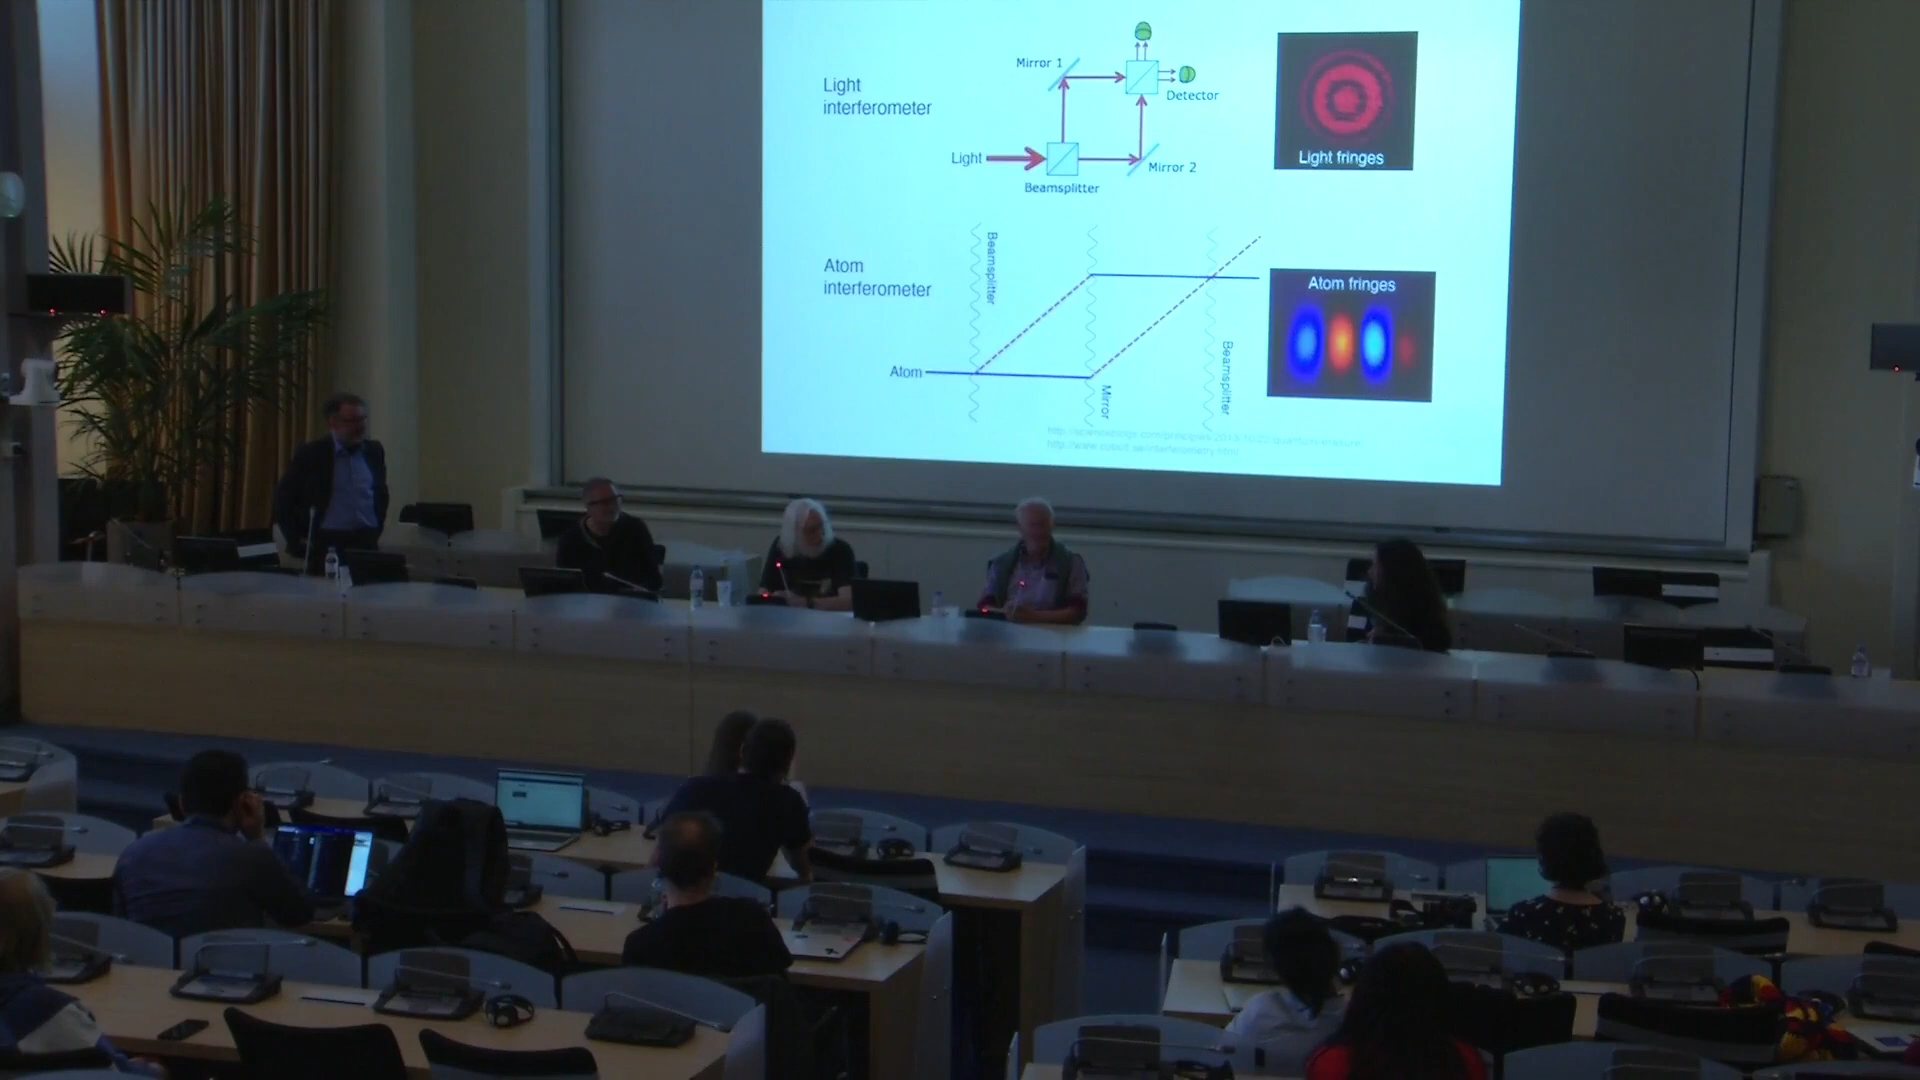 Light
interferometer
Mirror 1
Detector
Light
Mirror 2
Beamsplitter
Light fringes
Atom
interferometer
Beamsplitter
Atom fringes
Atom
Mirror
Beamsplitter